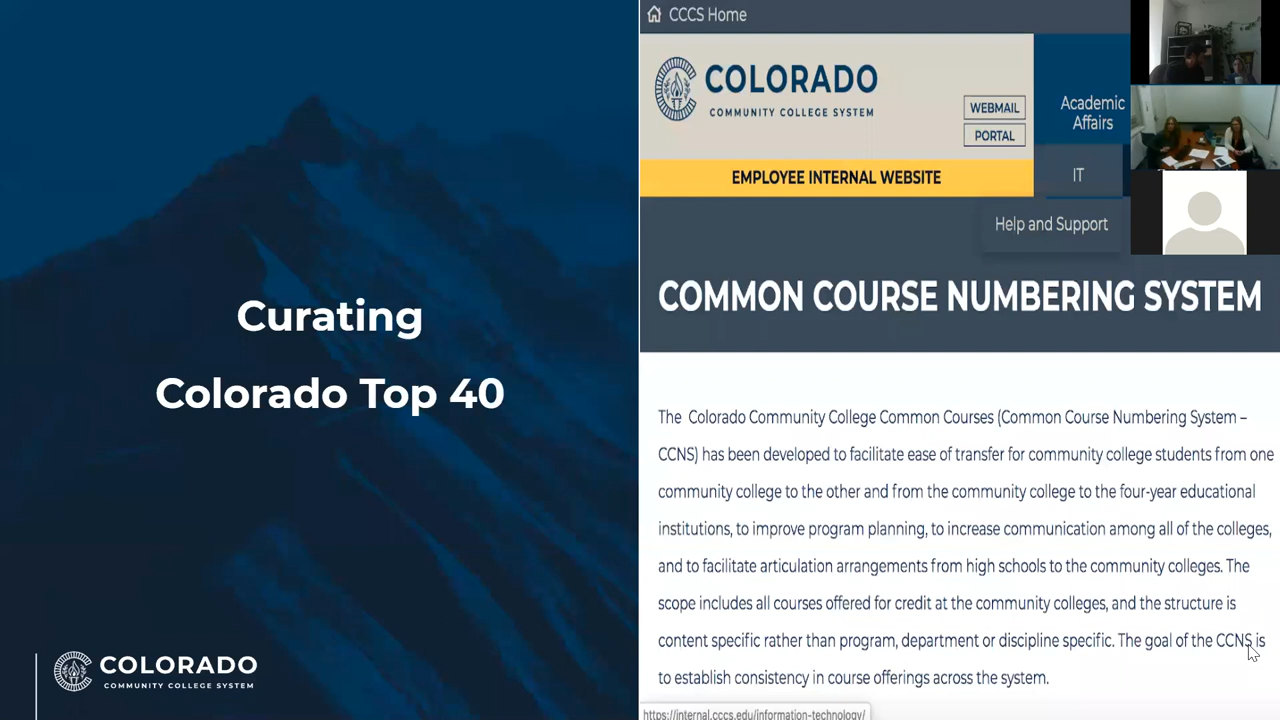 Curating
Colorado Top 40
COLORADO
COMMUNITY COLLEGE SYSTEM
CCCS Home
COLORADO
COMMUNITY COLLEGE SYSTEM
WEBMAIL
PORTAL
EMPLOYEE INTERNAL WEBSITE
Academic
Affairs
IT
Help and Support
COMMON COURSE NUMBERING SYSTEM
The Colorado Community College Common Courses (Common Course Numbering System –
CCNS) has been developed to facilitate ease of transfer for community college students from one
community college to the other and from the community college to the four-year educational
institutions, to improve program planning, to increase communication among all of the colleges,
and to facilitate articulation arrangements from high schools to the community colleges. The
scope includes all courses offered for credit at the community colleges, and the structure is
content specific rather than program, department or discipline specific. The goal of the CCNS is
to establish consistency in course offerings across the system.
https://internal.cccs.edu/information-technology/